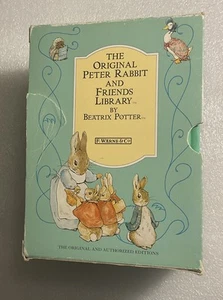 THE
ORIGINAL
PETER RABBIT
AND
FRIENDS
LIBRARY
BY
BEATRIX POTTER
F. WARNE & Co
THE ORIGINAL AND AUTHORIZED EDITIONS